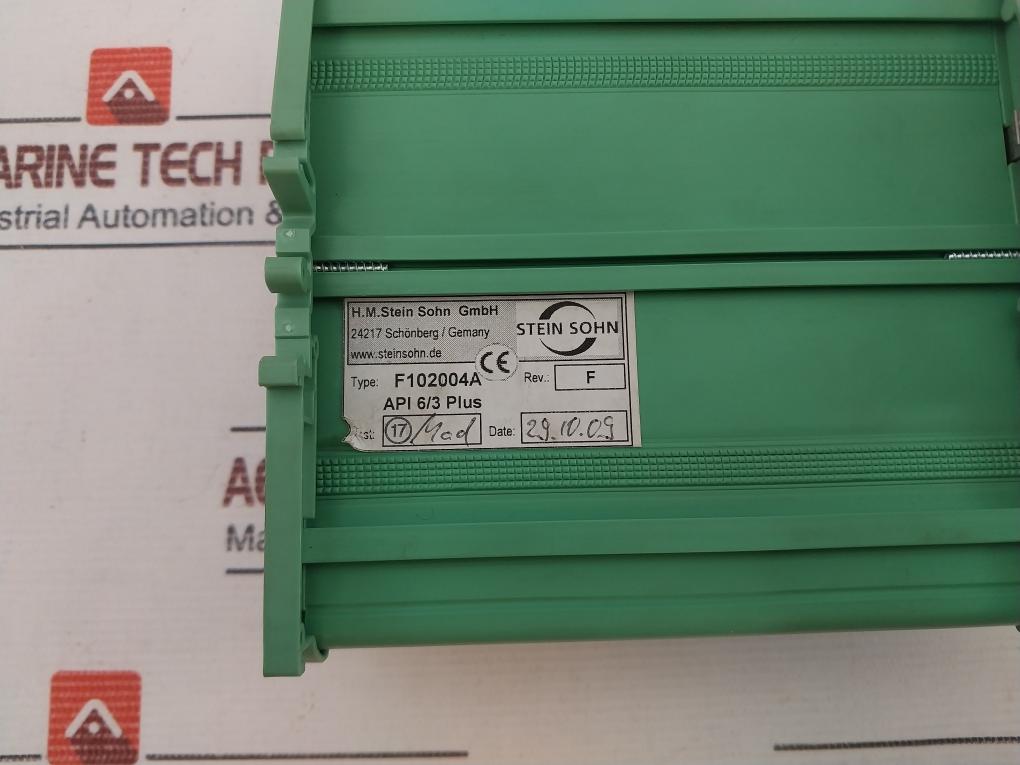 ARINE TECH
strial Automation &
H.M.Stein Sohn GmbH
24217 Schönberg / Gemany
www.steinsohn.de
STEIN SOHN
CE
Type: F102004A
Rev.: F
API 6/3 Plus
st: 17 Date: 29.10.09
A
Ma